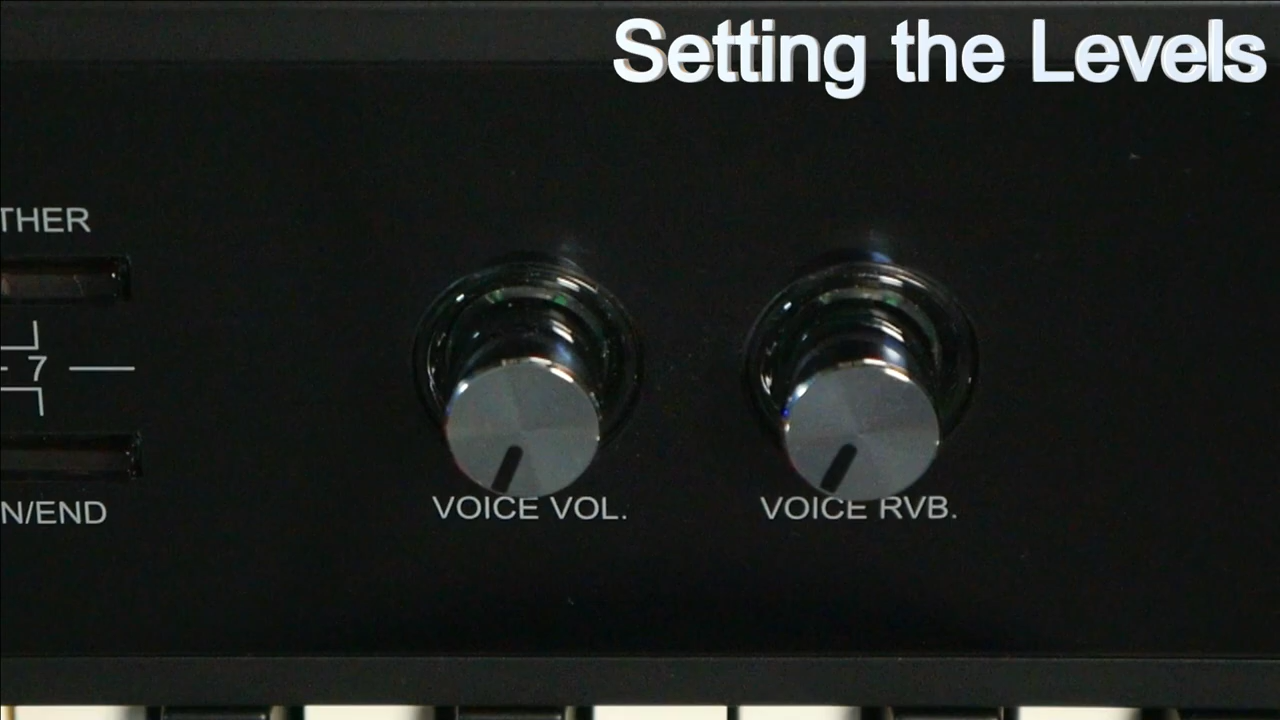 Setting the Levels
THER
7
N/END
VOICE VOL.
VOICE RVB.